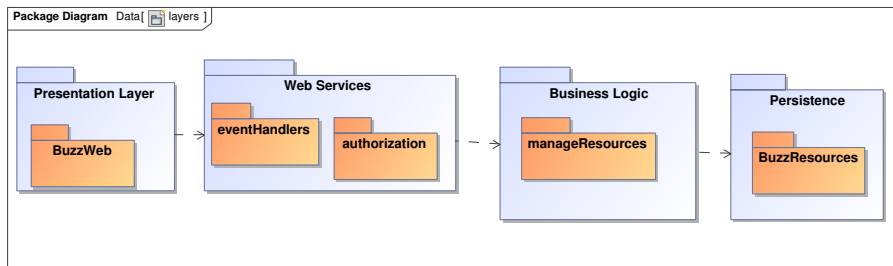 Package Diagram Data[ layers ]
Presentation Layer
BuzzWeb
Web Services
eventHandlers
authorization
Business Logic
manageResources
Persistence
BuzzResources